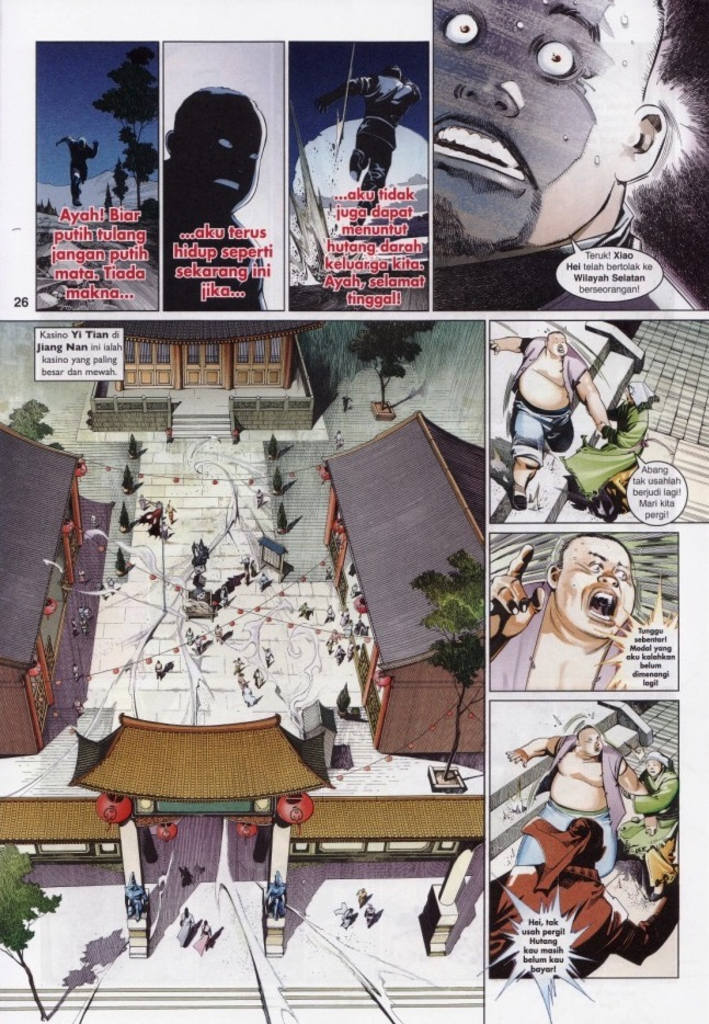 Ayah! Biar
putih tulang
jangan putih
mata. Tiada
makna...
...aku terus
hidup seperti
sekarang ini
jika...
...aku tidak
juga dapat
menuntut
hutang darah
keluarga kita.
Ayah, selamat
tinggal!
Teruk! Xiao
Hei telah bertolak ke
Wilayah Selatan
berseorangan!
26
Kasino Yi Tian di
Jiang Nan ini ialah
kasino yang paling
besar dan mewah.
Abang
tak usahlah
berjudi lagi!
Mari kita
pergi!
Tunggu
sebentar!
Modal yang
aku kalahkan
belum
dimenangi
lagi!
Hei, tak
usah pergi!
Hutang
kau masih
belum kau
bayar!